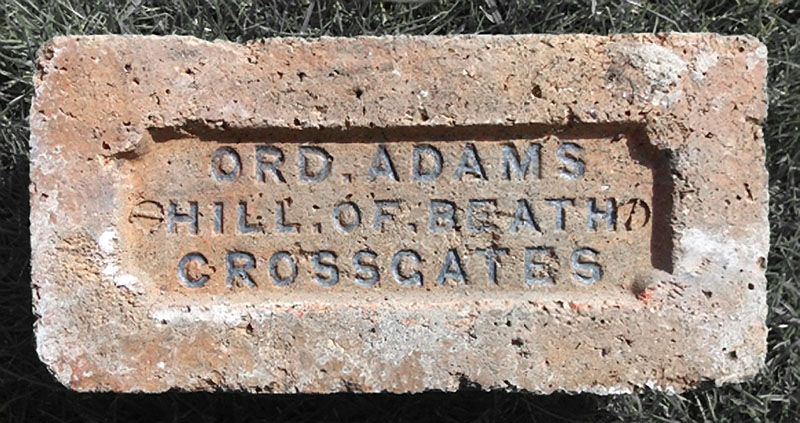 ORD. ADAMS
HILL. OF. BEATH
CROSSGATES